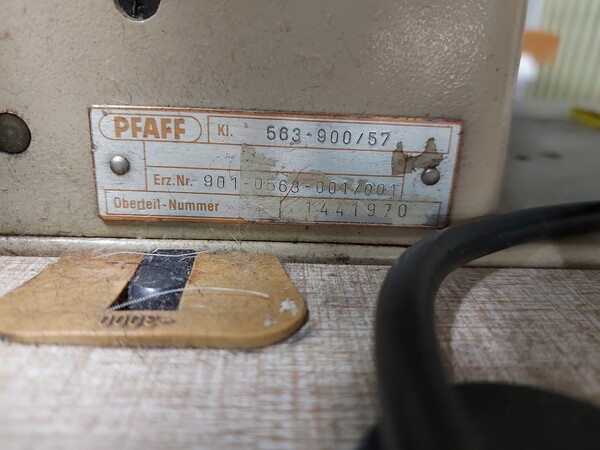 PFAFF Kl. 563-900/57
Erz.Nr. 901-0563-001/001
Oberteil-Nummer 1441970